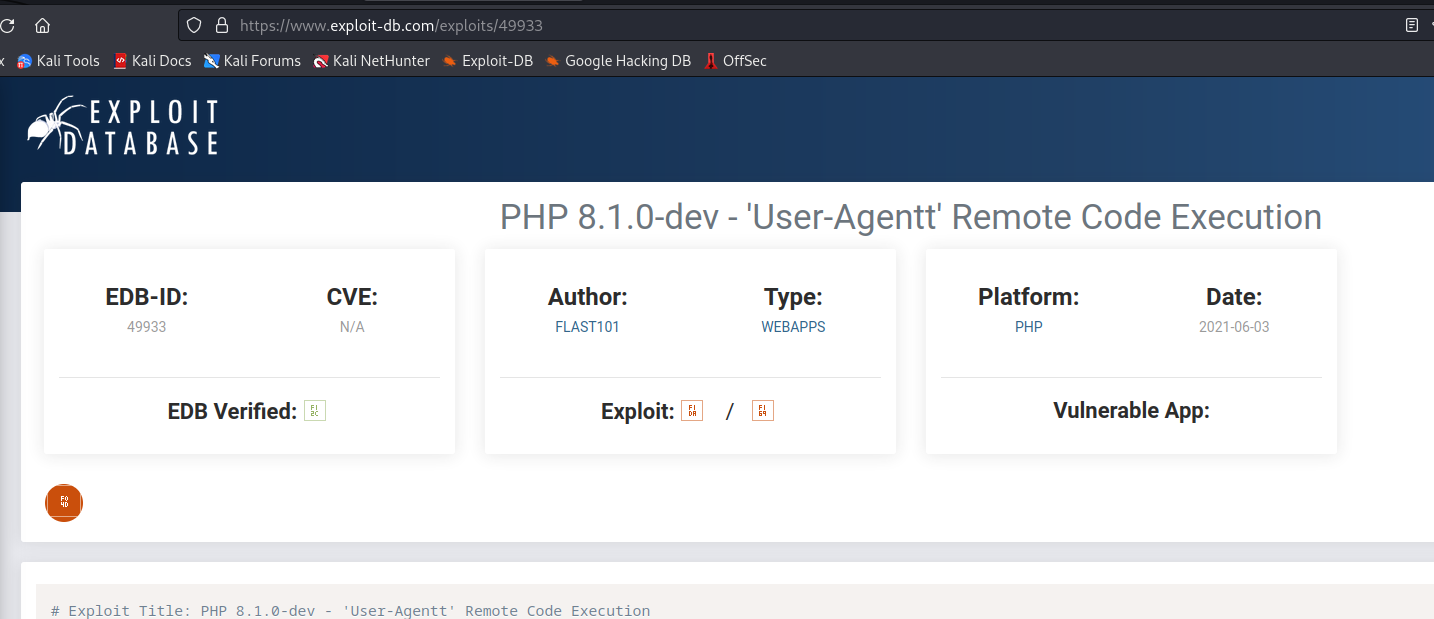 https://www.exploit-db.com/exploits/49933
x Kali Tools Kali Docs Kali Forums Kali NetHunter Exploit-DB Google Hacking DB OffSec
EXPLOIT
DATABASE
PHP 8.1.0-dev - 'User-Agentt' Remote Code Execution
EDB-ID: CVE: Author: Type: Platform: Date:
49933 N/A FLAST101 WEBAPPS PHP 2021-06-03
EDB Verified: Exploit: / Vulnerable App:
# Exploit Title: PHP 8.1.0-dev - 'User-Agentt' Remote Code Execution